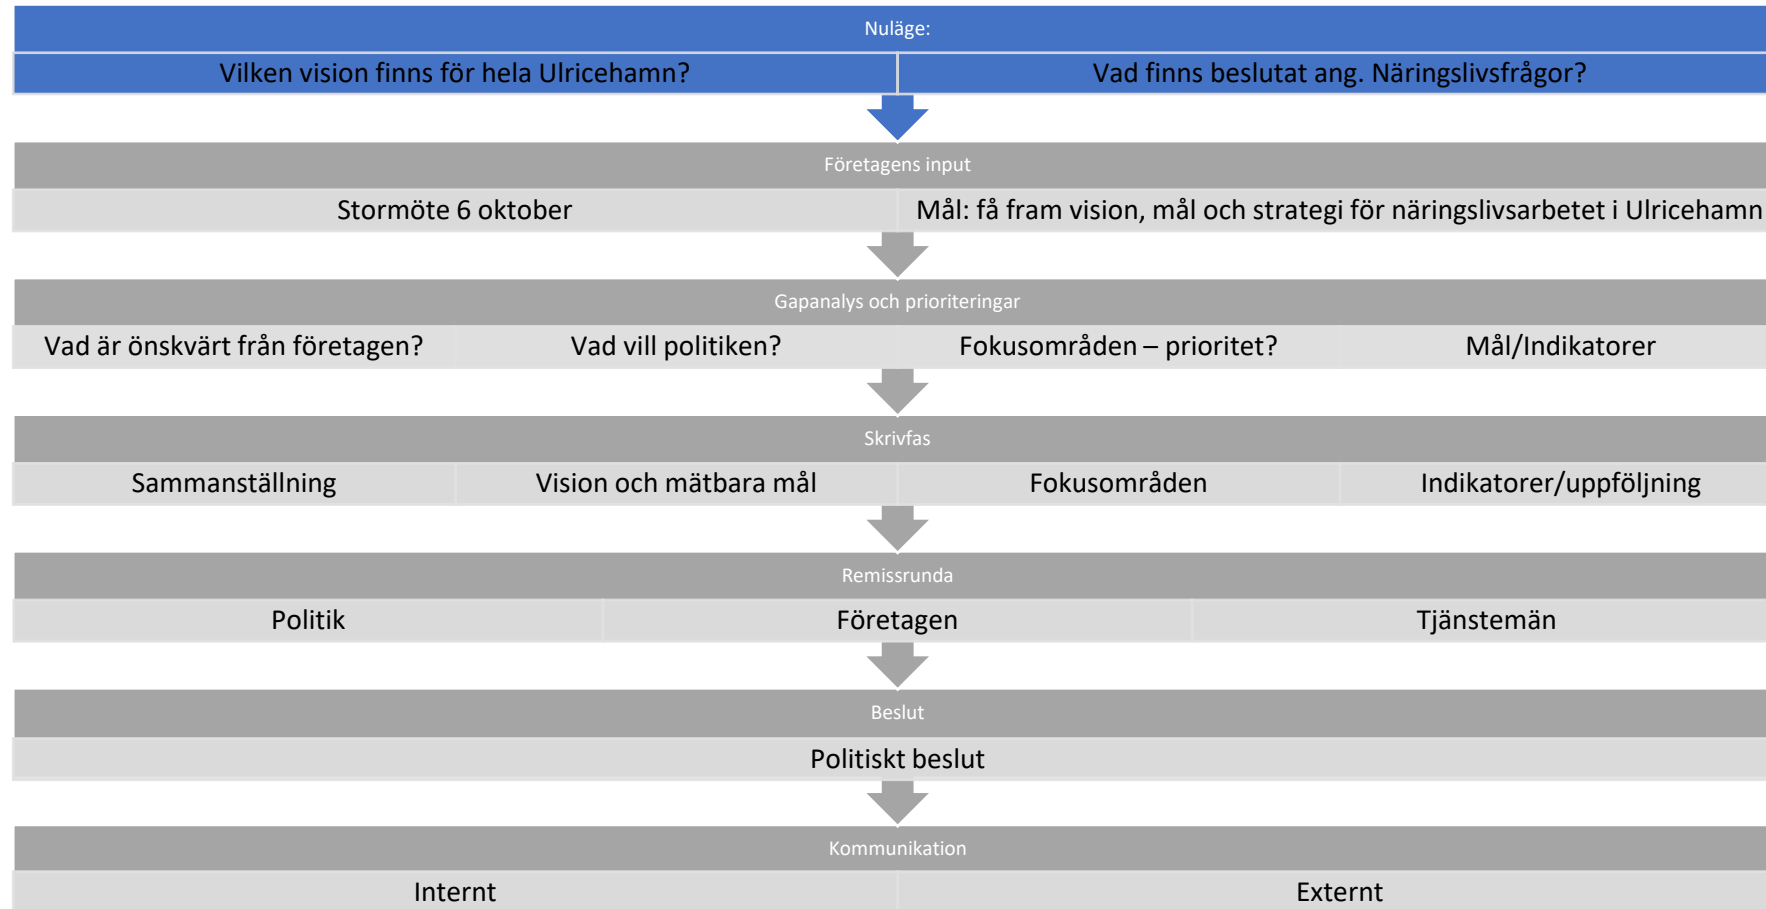 Nuläge:
Vilken vision finns för hela Ulricehamn?
Vad finns beslutat ang. Näringslivsfrågor?
Företagens input
Stormöte 6 oktober
Mål: få fram vision, mål och strategi för näringslivsarbetet i Ulricehamn
Gapanalys och prioriteringar
Vad är önskvärt från företagen?
Vad vill politiken?
Fokusområden – prioritet?
Mål/Indikatorer
Skrivfas
Sammanställning
Vision och mätbara mål
Fokusområden
Indikatorer/uppföljning
Remissrunda
Politik
Företagen
Tjänstemän
Beslut
Politiskt beslut
Kommunikation
Internt
Externt